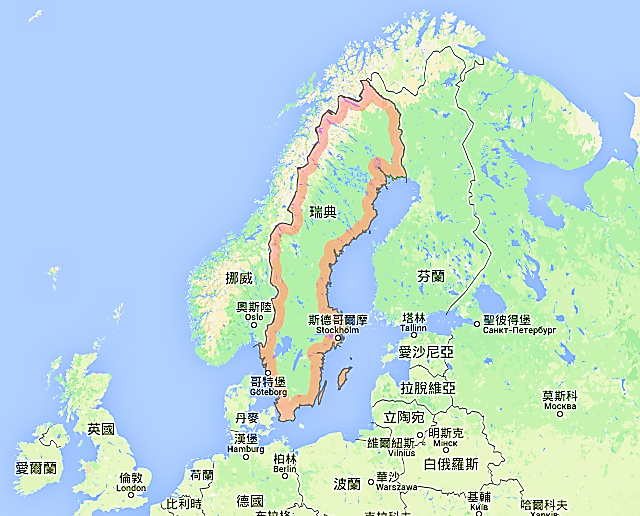 瑞典
挪威
芬蘭
奧斯陸
Oslo
斯德哥爾摩
Stockholm
塔林
Tallinn
聖彼得堡
Санкт-Петербург
愛沙尼亞
哥特堡
Göteborg
拉脫維亞
莫斯科
Москва
丹麥
立陶宛
英國
漢堡
Hamburg
維爾紐斯
Vilnius
明斯克
Мінск
愛爾蘭
柏林
Berlin
白俄羅斯
倫敦
London
荷蘭
波蘭
華沙
Warszawa
比利時
德國
基輔
Київ
哈爾科夫